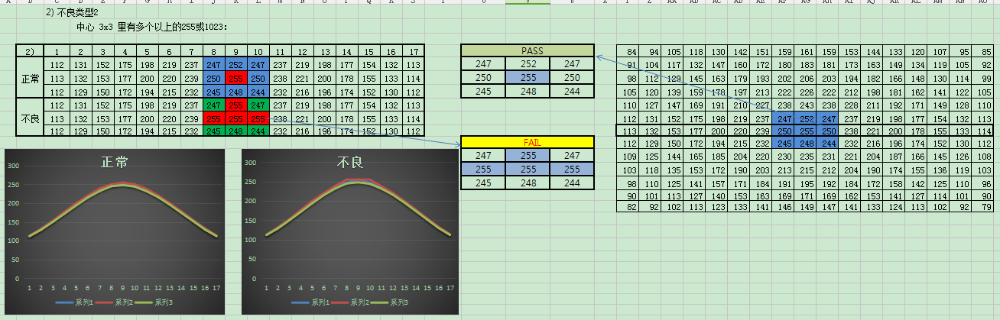 2) 不良类型2
中心 3x3 里有多个以上的255或1023：
2) 1 2 3 4 5 6 7 8 9 10 11 12 13 14 15 16 17
正常
112 131 152 175 198 219 237 247 252 247 237 219 198 177 154 132 113
113 132 153 177 200 220 239 250 255 250 238 221 200 178 155 133 114
112 129 150 172 194 215 232 245 248 244 232 216 196 174 152 130 112
不良
112 131 152 175 198 219 237 247 255 247 237 219 198 177 154 132 113
113 132 153 177 200 220 239 255 255 255 238 221 200 178 155 133 114
112 129 150 172 194 215 232 245 248 244 232 216 196 174 152 130 112
PASS
247 252 247
250 255 250
245 248 244
FAIL
247 255 247
255 255 255
245 248 244
84 94 105 118 130 142 151 159 161 159 153 144 133 120 107 95 85
91 104 117 132 147 160 172 180 183 181 173 163 149 134 119 105 92
98 112 128 145 163 179 193 202 206 203 194 182 166 148 130 114 99
105 120 139 159 178 197 213 222 226 222 212 198 181 162 141 122 105
110 127 147 169 191 210 227 238 243 238 228 211 192 171 149 128 110
112 131 152 175 198 219 237 247 252 247 237 219 198 177 154 132 113
113 132 153 177 200 220 239 250 255 250 238 221 200 178 155 133 114
112 129 150 172 194 215 232 245 248 244 232 216 196 174 152 130 112
109 125 144 165 185 204 220 230 235 231 221 204 187 166 145 126 108
103 118 135 153 172 190 203 213 215 212 204 190 174 155 136 119 103
98 110 125 141 157 171 184 191 195 192 184 172 158 142 125 110 96
90 101 113 127 140 153 163 169 171 169 162 153 141 127 114 101 90
82 92 102 113 123 133 141 146 149 147 141 133 124 113 102 92 79
正常
300
250
200
150
100
50
0
1 2 3 4 5 6 7 8 9 10 11 12 13 14 15 16 17
系列1 系列2 系列3
不良
300
250
200
150
100
50
0
1 2 3 4 5 6 7 8 9 10 11 12 13 14 15 16 17
系列1 系列2 系列3